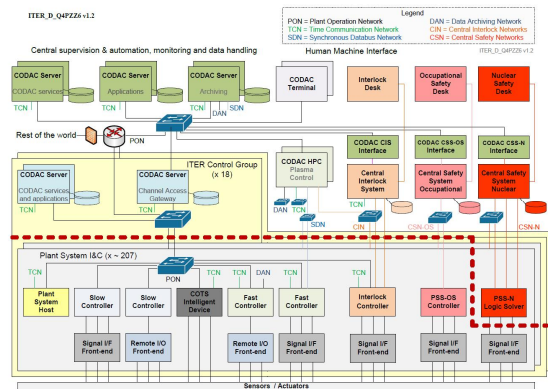 ITER_D_Q4PZZ6 v1.2
Legend
PON = Plant Operation Network
DAN = Data Archiving Network
TCN = Time Communication Network
CIN = Central Interlock Networks
SDN = Synchronous Databus Network
CSN = Central Safety Networks
Central supervision & automation, monitoring and data handling
Human Machine Interface
ITER_D_Q4PZZ6 v1.2
CODAC Server
CODAC services
CODAC Server
Applications
CODAC Server
Archiving
CODAC
Terminal
Interlock
Desk
Occupational
Safety
Desk
Nuclear
Safety
Desk
TCN
TCN
TCN
DAN
SDN
Rest of the world
PON
CODAC HPC
Plasma
Control
CODAC CIS
Interface
CODAC CSS-OS
Interface
CODAC CSS-N
Interface
ITER Control Group
(x 18)
CODAC Server
CODAC services
and applications
CODAC Server
Channel Access
Gateway
Central
Interlock
System
Central Safety
System
Occupational
Central Safety
System
Nuclear
TCN
TCN
DAN
TCN
SDN
TCN
CIN
CSN-OS
CSN-N
Plant System I&C (x ~ 207)
PON
TCN
TCN
TCN
DAN
TCN
TCN
Plant
System
Host
Slow
Controller
Slow
Controller
COTS
Intelligent
Device
Fast
Controller
Fast
Controller
Interlock
Controller
PSS-OS
Controller
PSS-N
Logic Solver
Signal I/F
Front-end
Remote I/O
Front-end
Remote I/O
Front-end
Signal I/F
Front-end
Signal I/F
Front-end
Signal I/F
Front-end
Signal I/F
Front-end
Sensors / Actuators